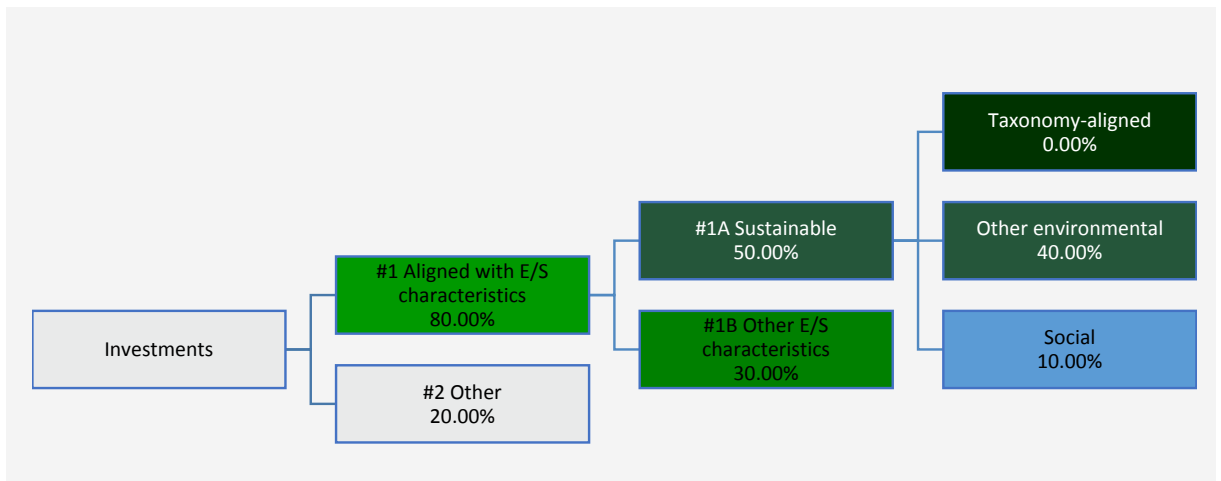 Investments
#1 Aligned with E/S
characteristics
80.00%
#2 Other
20.00%
#1A Sustainable
50.00%
#1B Other E/S
characteristics
30.00%
Taxonomy-aligned
0.00%
Other environmental
40.00%
Social
10.00%